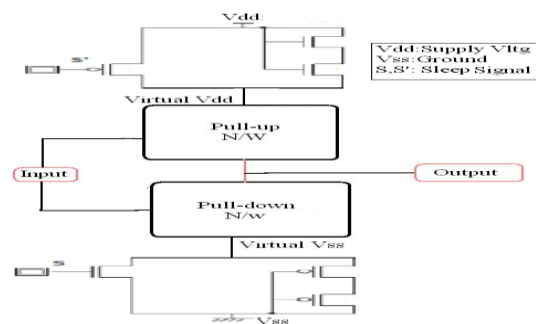 Vdd:
Vdd:Supply Vltg
Vss:Ground
S,S': Sleep Signal
S'
Virtual Vdd
Pull-up
N/W
Input
Output
Pull-down
N/w
Virtual Vss
S
Vss